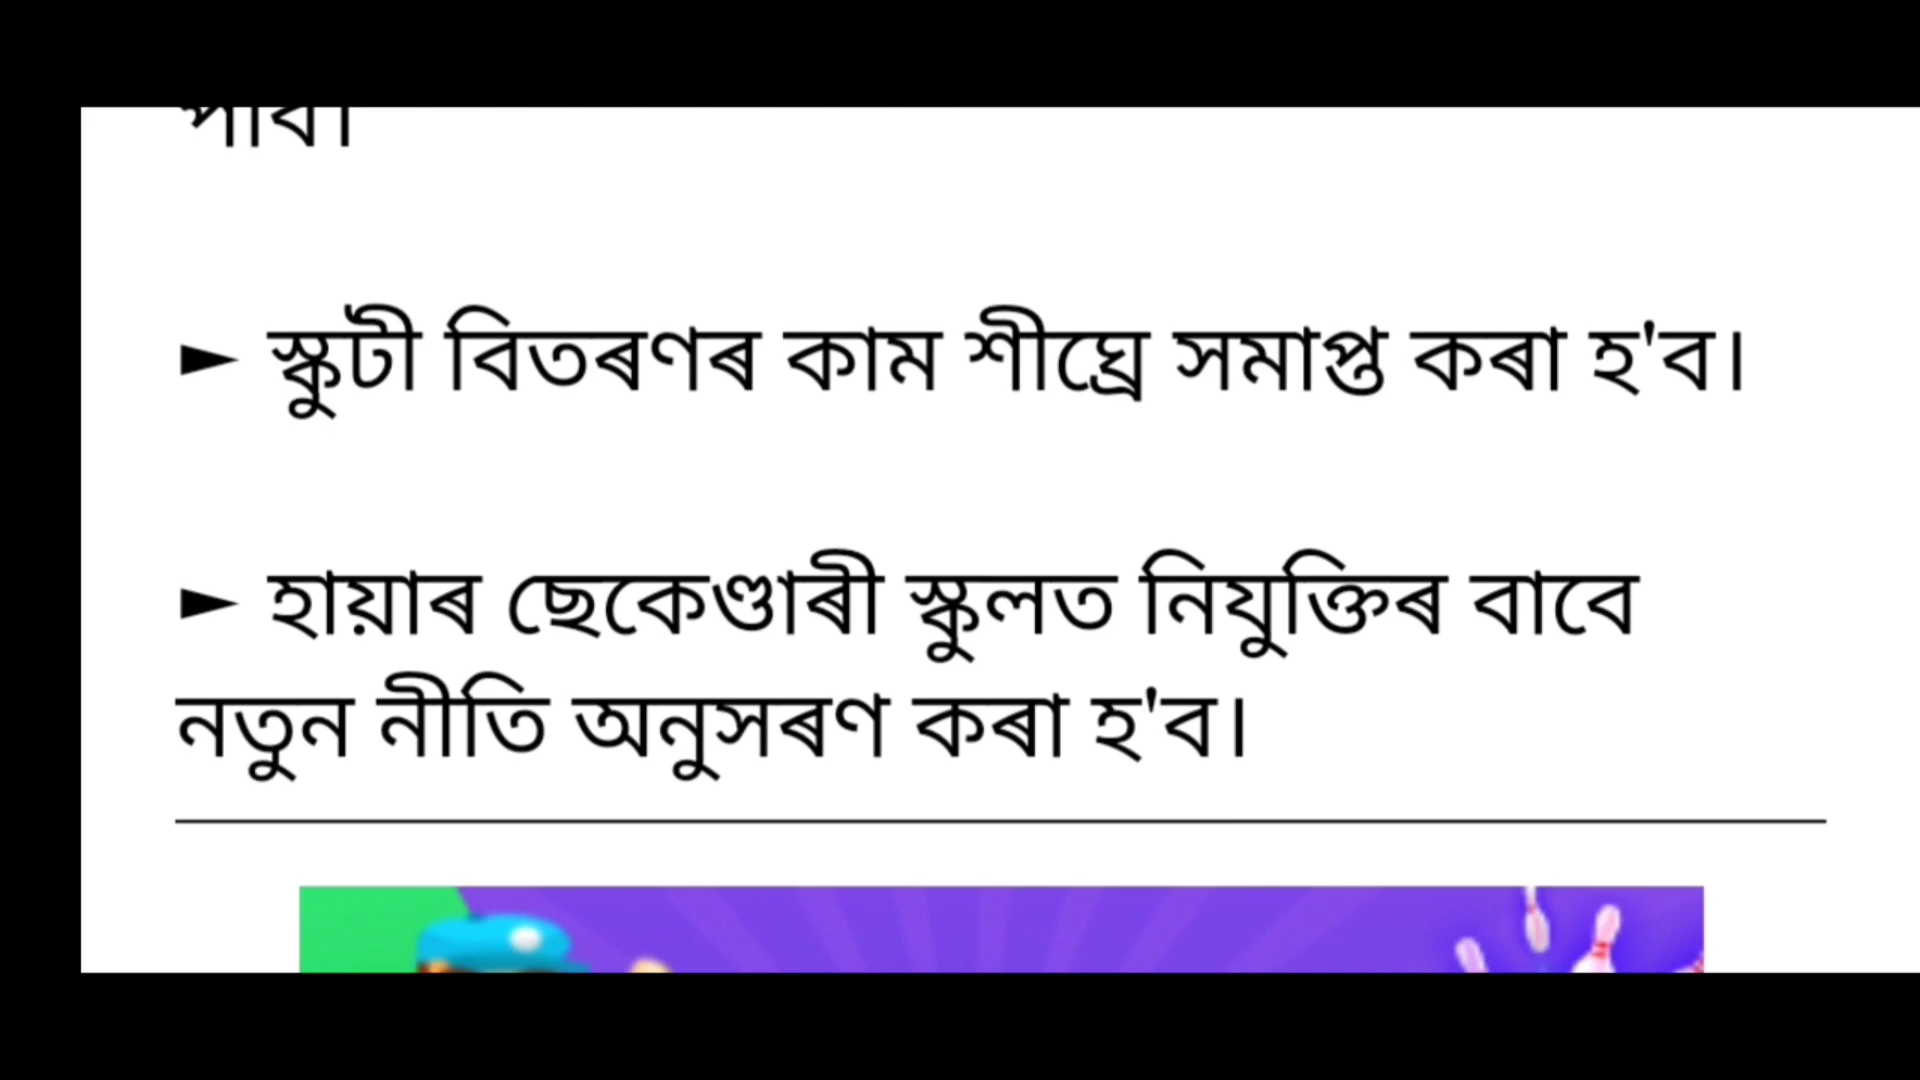 পাব।
► স্কুটী বিতৰণৰ কাম শীঘ্ৰে সমাপ্ত কৰা হ'ব।
► হায়াৰ ছেকেণ্ডাৰী স্কুলত নিযুক্তিৰ বাবে
নতুন নীতি অনুসৰণ কৰা হ'ব।